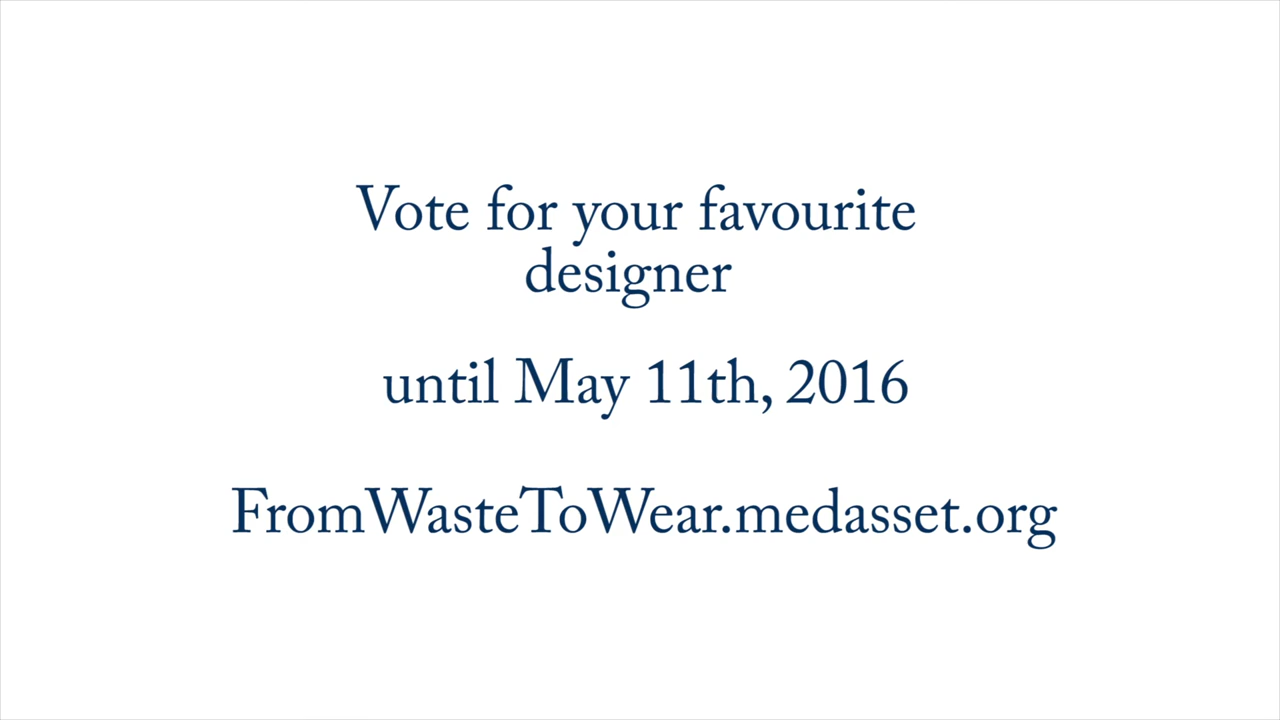 Vote for your favourite
designer
until May 11th, 2016
FromWasteToWear.medasset.org